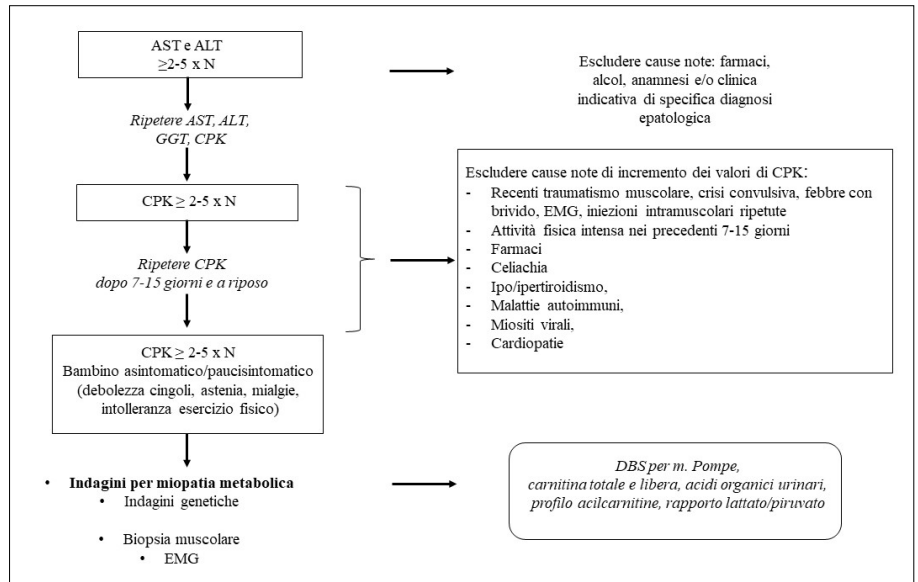 AST e ALT
≥2-5 x N
Escludere cause note: farmaci,
alcol, anamnesi e/o clinica
indicativa di specifica diagnosi
epatologica
Ripetere AST, ALT,
GGT, CPK
CPK ≥ 2-5 x N
Ripetere CPK
dopo 7-15 giorni e a riposo
Escludere cause note di incremento dei valori di CPK:
- Recenti traumatismo muscolare, crisi convulsiva, febbre con
brivido, EMG, iniezioni intramuscolari ripetute
- Attività fisica intensa nei precedenti 7-15 giorni
- Farmaci
- Celiachia
- Ipo/ipertiroidismo,
- Malattie autoimmuni,
- Miositi virali,
- Cardiopatie
CPK ≥ 2-5 x N
Bambino asintomatico/paucisintomatico
(debolezza cingoli, astenia, mialgie,
intolleranza esercizio fisico)
• Indagini per miopatia metabolica
• Indagini genetiche
• Biopsia muscolare
• EMG
DBS per m. Pompe,
carnitina totale e libera, acidi organici urinari,
profilo acilcarnitine, rapporto lattato/piruvato